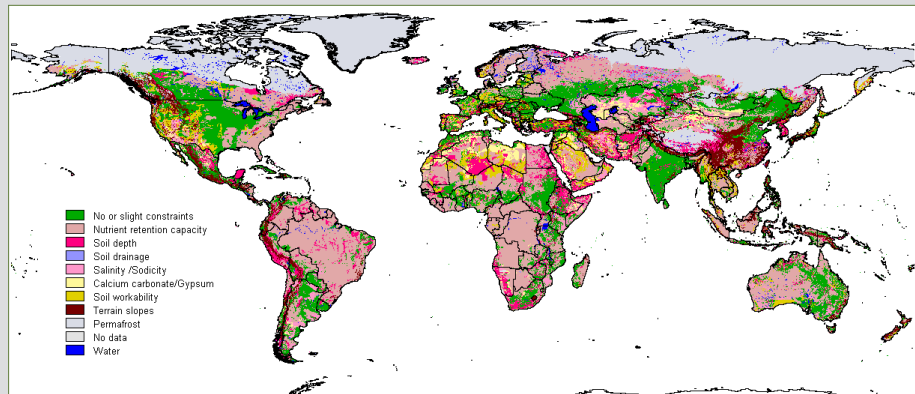 No or slight constraints
Nutrient retention capacity
Soil depth
Soil drainage
Salinity /Sodicity
Calcium carbonate/Gypsum
Soil workability
Terrain slopes
Permafrost
No data
Water